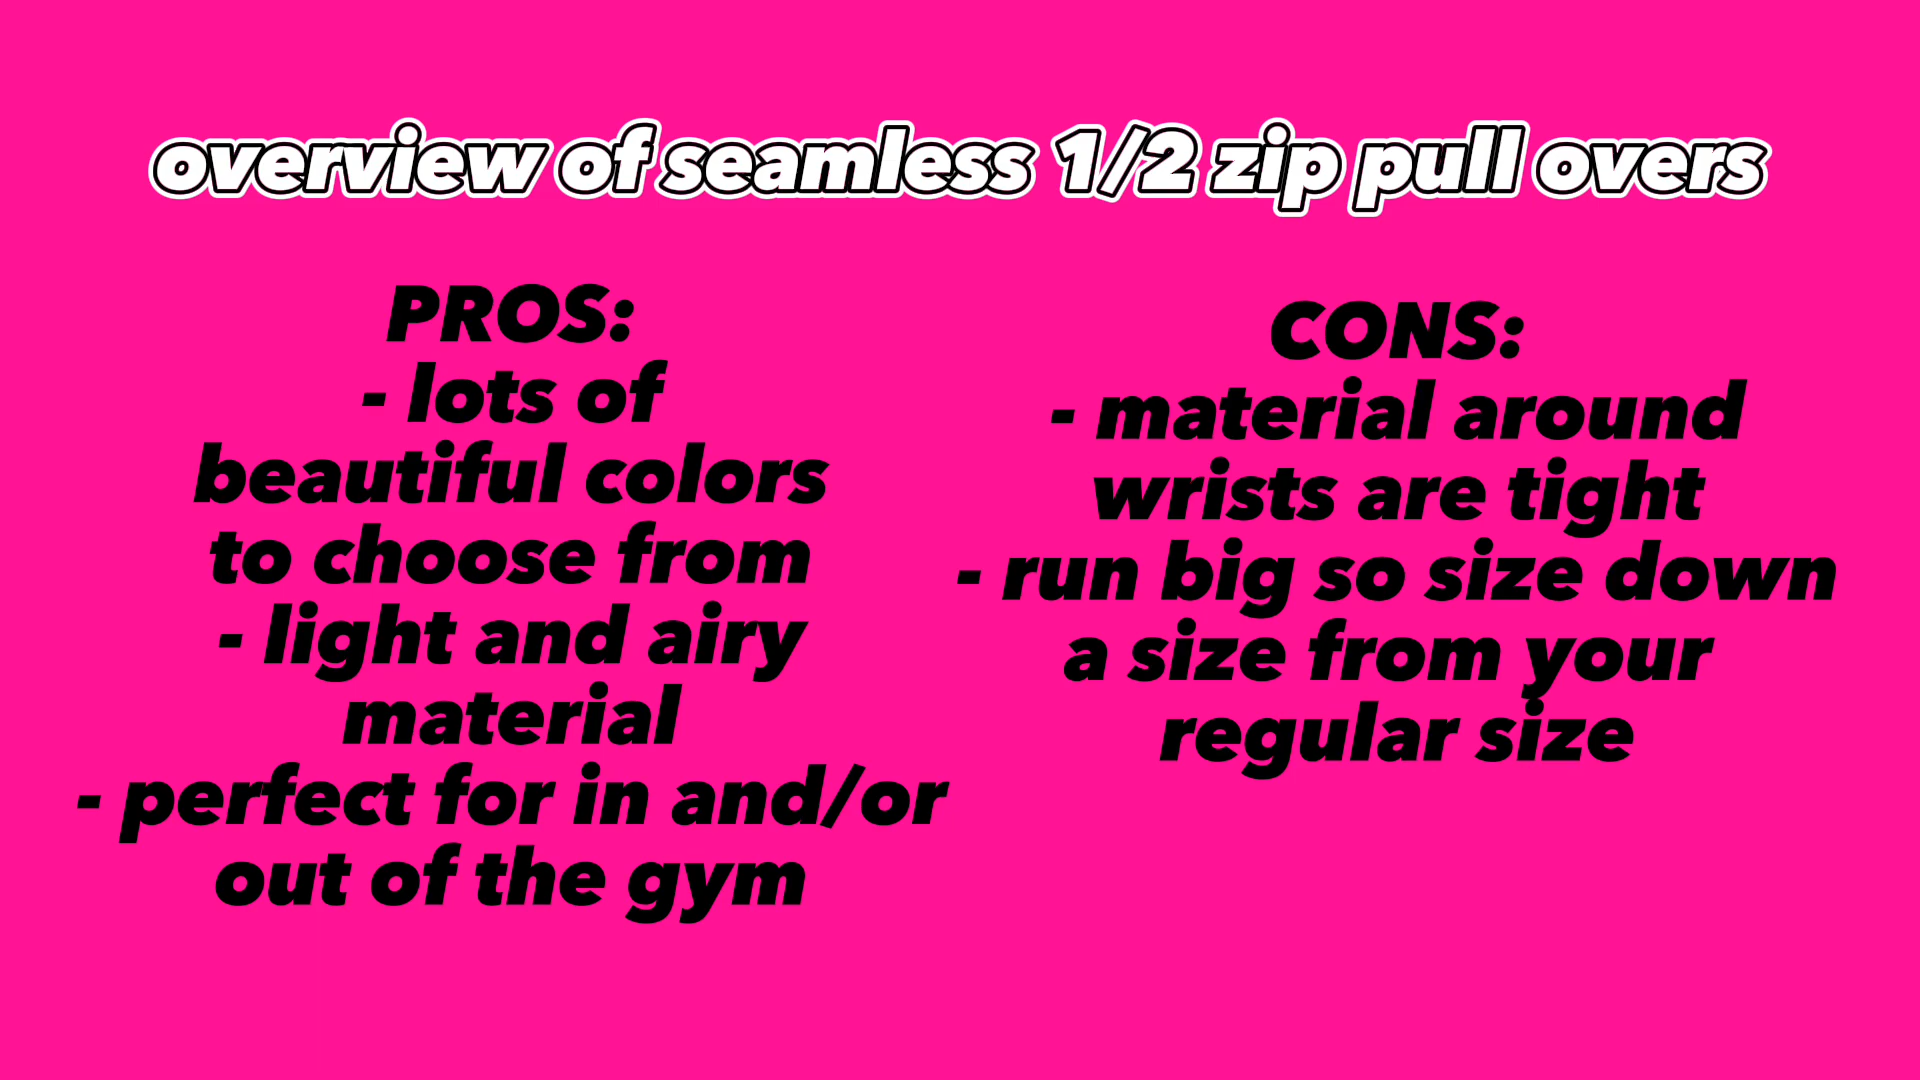 overview of seamless 1/2 zip pull overs
PROS:
- lots of
beautiful colors
to choose from
- light and airy
material
- perfect for in and/or
out of the gym
CONS:
- material around
wrists are tight
- run big so size down
a size from your
regular size